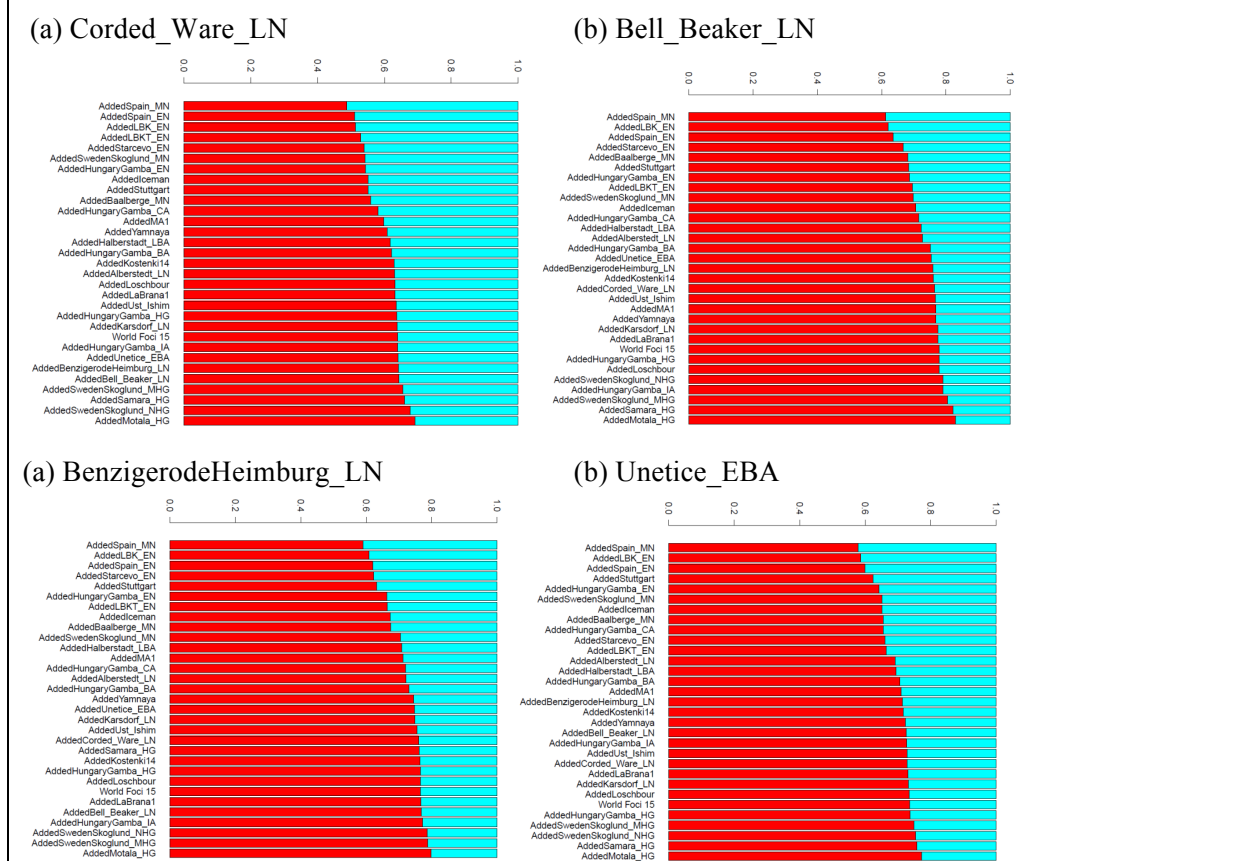 (a) Corded_Ware_LN
0.0 0.2 0.4 0.6 0.8 1.0
AddedSpain_MN
AddedSpain_EN
AddedLBK_EN
AddedLBKT_EN
AddedStarcevo_EN
AddedSwedenSkoglund_MN
AddedHungaryGamba_EN
AddedIceman
AddedStuttgart
AddedBaalberge_MN
AddedHungaryGamba_CA
AddedMA1
AddedYamnaya
AddedHalberstadt_LBA
AddedHungaryGamba_BA
AddedKostenki14
AddedAlberstedt_LN
AddedLoschbour
AddedLaBrana1
AddedUst_Ishim
AddedHungaryGamba_HG
AddedKarsdorf_LN
World Foci 15
AddedHungaryGamba_IA
AddedUnetice_EBA
AddedBenzigerodeHeimburg_LN
AddedBell_Beaker_LN
AddedSwedenSkoglund_MHG
AddedSamara_HG
AddedSwedenSkoglund_NHG
AddedMotala_HG
(b) Bell_Beaker_LN
0.0 0.2 0.4 0.6 0.8 1.0
AddedSpain_MN
AddedLBK_EN
AddedSpain_EN
AddedStarcevo_EN
AddedBaalberge_MN
AddedStuttgart
AddedHungaryGamba_EN
AddedLBKT_EN
AddedSwedenSkoglund_MN
AddedIceman
AddedHungaryGamba_CA
AddedHalberstadt_LBA
AddedAlberstedt_LN
AddedHungaryGamba_BA
AddedUnetice_EBA
AddedBenzigerodeHeimburg_LN
AddedKostenki14
AddedCorded_Ware_LN
AddedUst_Ishim
AddedMA1
AddedYamnaya
AddedKarsdorf_LN
AddedLaBrana1
World Foci 15
AddedHungaryGamba_HG
AddedLoschbour
AddedSwedenSkoglund_NHG
AddedHungaryGamba_IA
AddedSwedenSkoglund_MHG
AddedSamara_HG
AddedMotala_HG
(a) BenzigerodeHeimburg_LN
0.0 0.2 0.4 0.6 0.8 1.0
AddedSpain_MN
AddedLBK_EN
AddedSpain_EN
AddedStarcevo_EN
AddedStuttgart
AddedHungaryGamba_EN
AddedLBKT_EN
AddedIceman
AddedBaalberge_MN
AddedSwedenSkoglund_MN
AddedHalberstadt_LBA
AddedMA1
AddedHungaryGamba_CA
AddedAlberstedt_LN
AddedHungaryGamba_BA
AddedYamnaya
AddedUnetice_EBA
AddedKarsdorf_LN
AddedUst_Ishim
AddedCorded_Ware_LN
AddedSamara_HG
AddedKostenki14
AddedHungaryGamba_HG
AddedLoschbour
World Foci 15
AddedLaBrana1
AddedBell_Beaker_LN
AddedHungaryGamba_IA
AddedSwedenSkoglund_NHG
AddedSwedenSkoglund_MHG
AddedMotala_HG
(b) Unetice_EBA
0.0 0.2 0.4 0.6 0.8 1.0
AddedSpain_MN
AddedLBK_EN
AddedSpain_EN
AddedStuttgart
AddedHungaryGamba_EN
AddedSwedenSkoglund_MN
AddedIceman
AddedBaalberge_MN
AddedHungaryGamba_CA
AddedStarcevo_EN
AddedLBKT_EN
AddedAlberstedt_LN
AddedHalberstadt_LBA
AddedHungaryGamba_BA
AddedMA1
AddedBenzigerodeHeimburg_LN
AddedKostenki14
AddedYamnaya
AddedBell_Beaker_LN
AddedHungaryGamba_IA
AddedUst_Ishim
AddedCorded_Ware_LN
AddedLaBrana1
AddedKarsdorf_LN
AddedLoschbour
World Foci 15
AddedHungaryGamba_HG
AddedSwedenSkoglund_MHG
AddedSwedenSkoglund_NHG
AddedSamara_HG
AddedMotala_HG